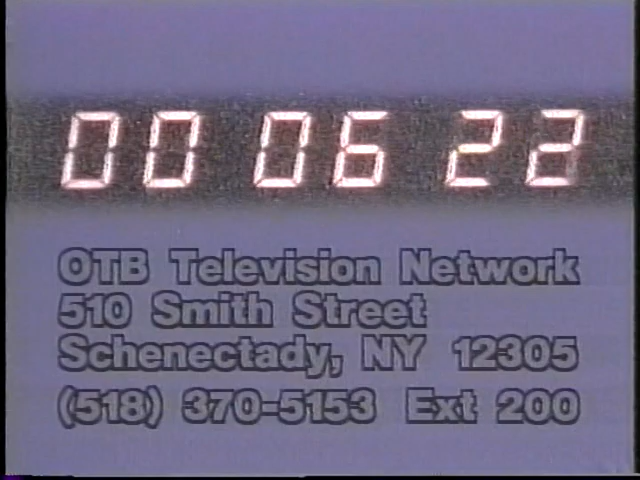 00 06 22
OTB Television Network
510 Smith Street
Schenectady, NY 12305
(518) 370-5153 Ext 200